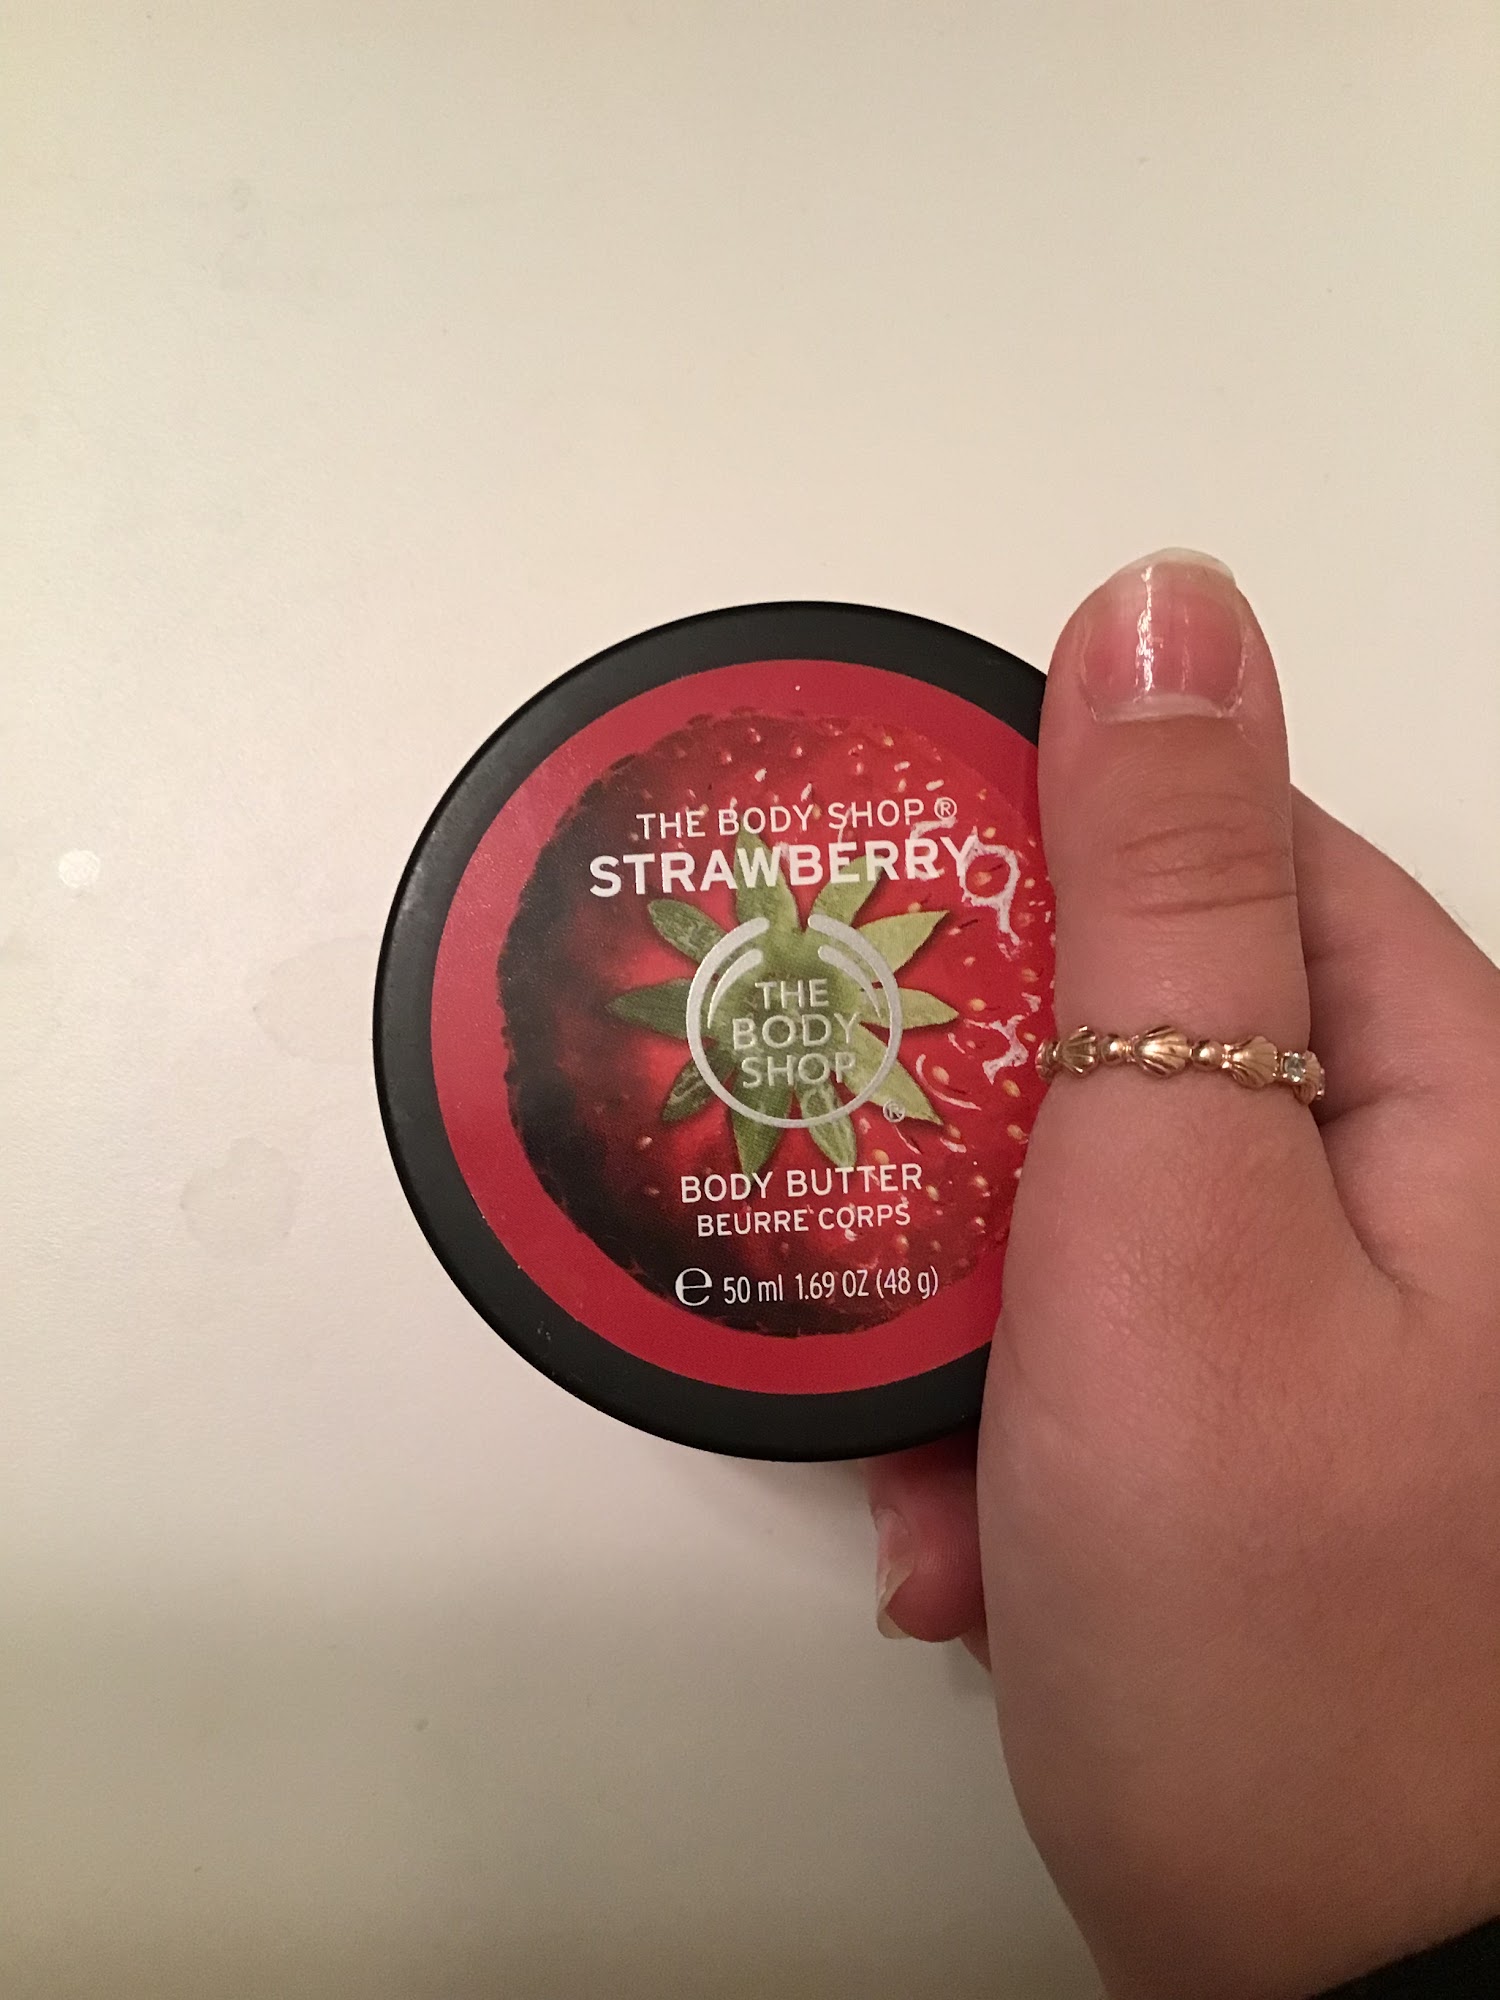 THE BODY SHOP®
STRAWBERRY
THE
BODY
SHOP
®
BODY BUTTER
BEURRE CORPS
℮ 50 ml 1.69 OZ (48 g)